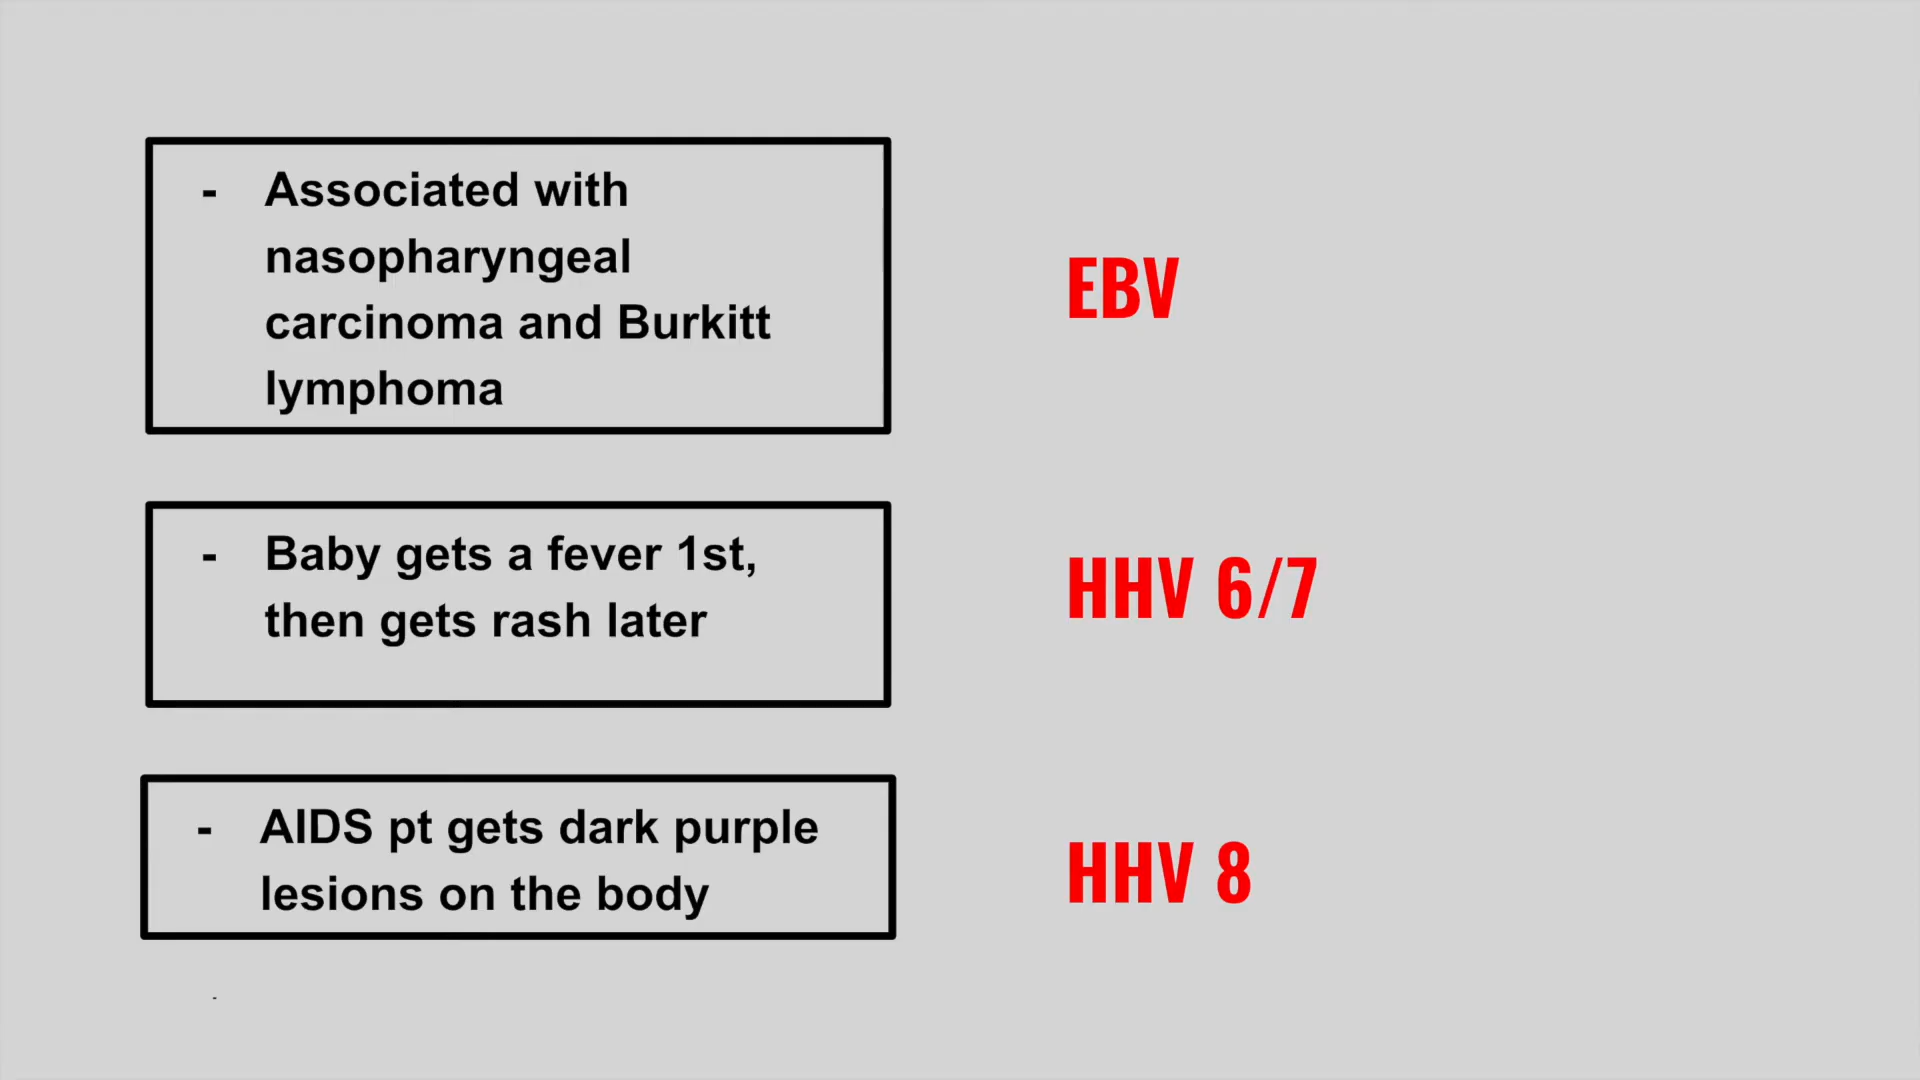 - Associated with
nasopharyngeal
carcinoma and Burkitt
lymphoma
EBV
- Baby gets a fever 1st,
then gets rash later
HHV 6/7
- AIDS pt gets dark purple
lesions on the body
HHV 8
-